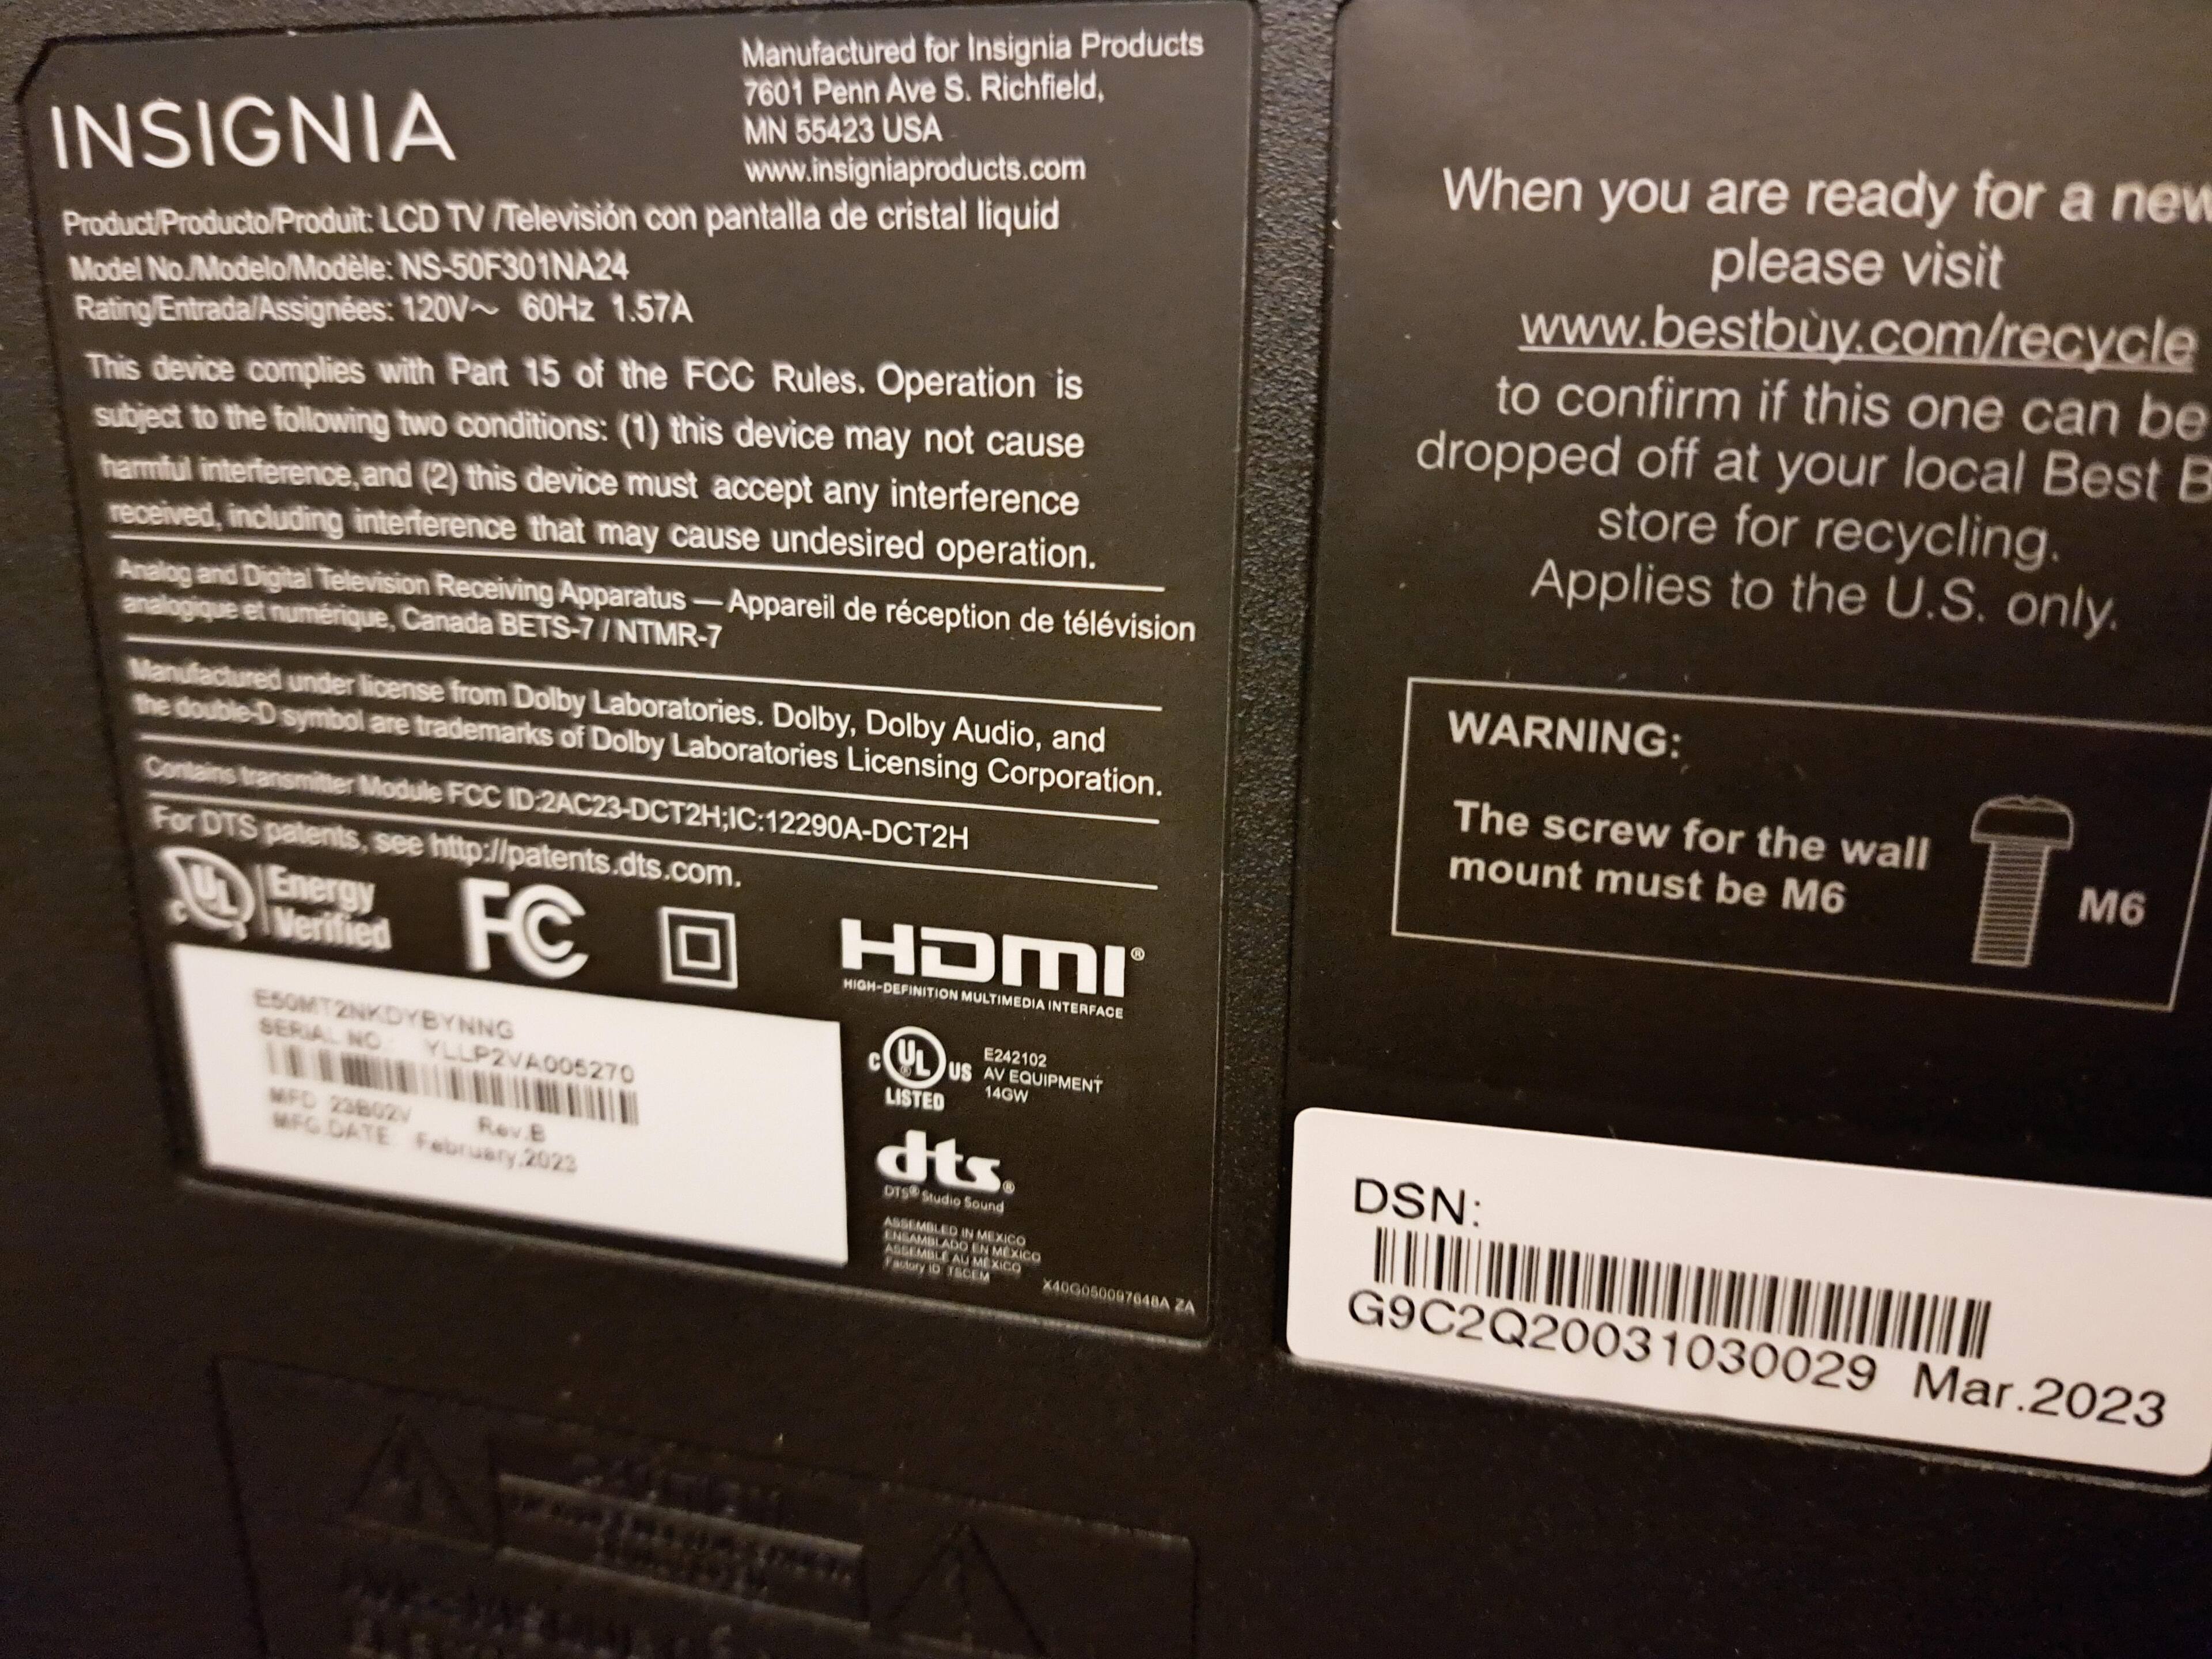 INSIGNIA
Manufactured for Insignia Products
7601 Penn Ave S. Richfield,
MN 55423 USA
www.insigniaproducts.com
Product/Producto/Produit: LCD TV /Televisión con pantalla de cristal liquid
Model No./Modelo/Modèle: NS-50F301NA24
Rating/Entrada/Assignées: 120V~ 60Hz 1.57A
This device complies with Part 15 of the FCC Rules. Operation is
subject to the following two conditions: (1) this device may not cause
harmful interference,and (2) this device must accept any interference
received, including interference that may cause undesired operation.
Analog and Digital Television Receiving Apparatus — Appareil de réception de télévision
analogique et numérique, Canada BETS-7 / NTMR-7
Manufactured under license from Dolby Laboratories. Dolby, Dolby Audio, and
the double-D symbol are trademarks of Dolby Laboratories Licensing Corporation.
Contains transmitter Module FCC ID:2AC23-DCT2H;IC:12290A-DCT2H
For DTS patents, see http://patents.dts.com.
C UL Energy
Verified
FC
HDMI®
HIGH-DEFINITION MULTIMEDIA INTERFACE
E50MT2NKDYBYNNG
SERIAL NO.: YLLP2VA005270
MFD 23B02V Rev.B
MFG.DATE: February,2023
C UL® US
LISTED
E242102
AV EQUIPMENT
14GW
dts®
DTS® Studio Sound
ASSEMBLED IN MEXICO
ENSAMBLADO EN MÉXICO
ASSEMBLÉ AU MEXICO
Factory ID: TSCEM
X40G050097648A ZA
When you are ready for a new
please visit
www.bestbuy.com/recycle
to confirm if this one can be
dropped off at your local Best B
store for recycling.
Applies to the U.S. only.
WARNING:
The screw for the wall
mount must be M6
M6
DSN:
G9C2Q20031030029 Mar.2023
CAUTION